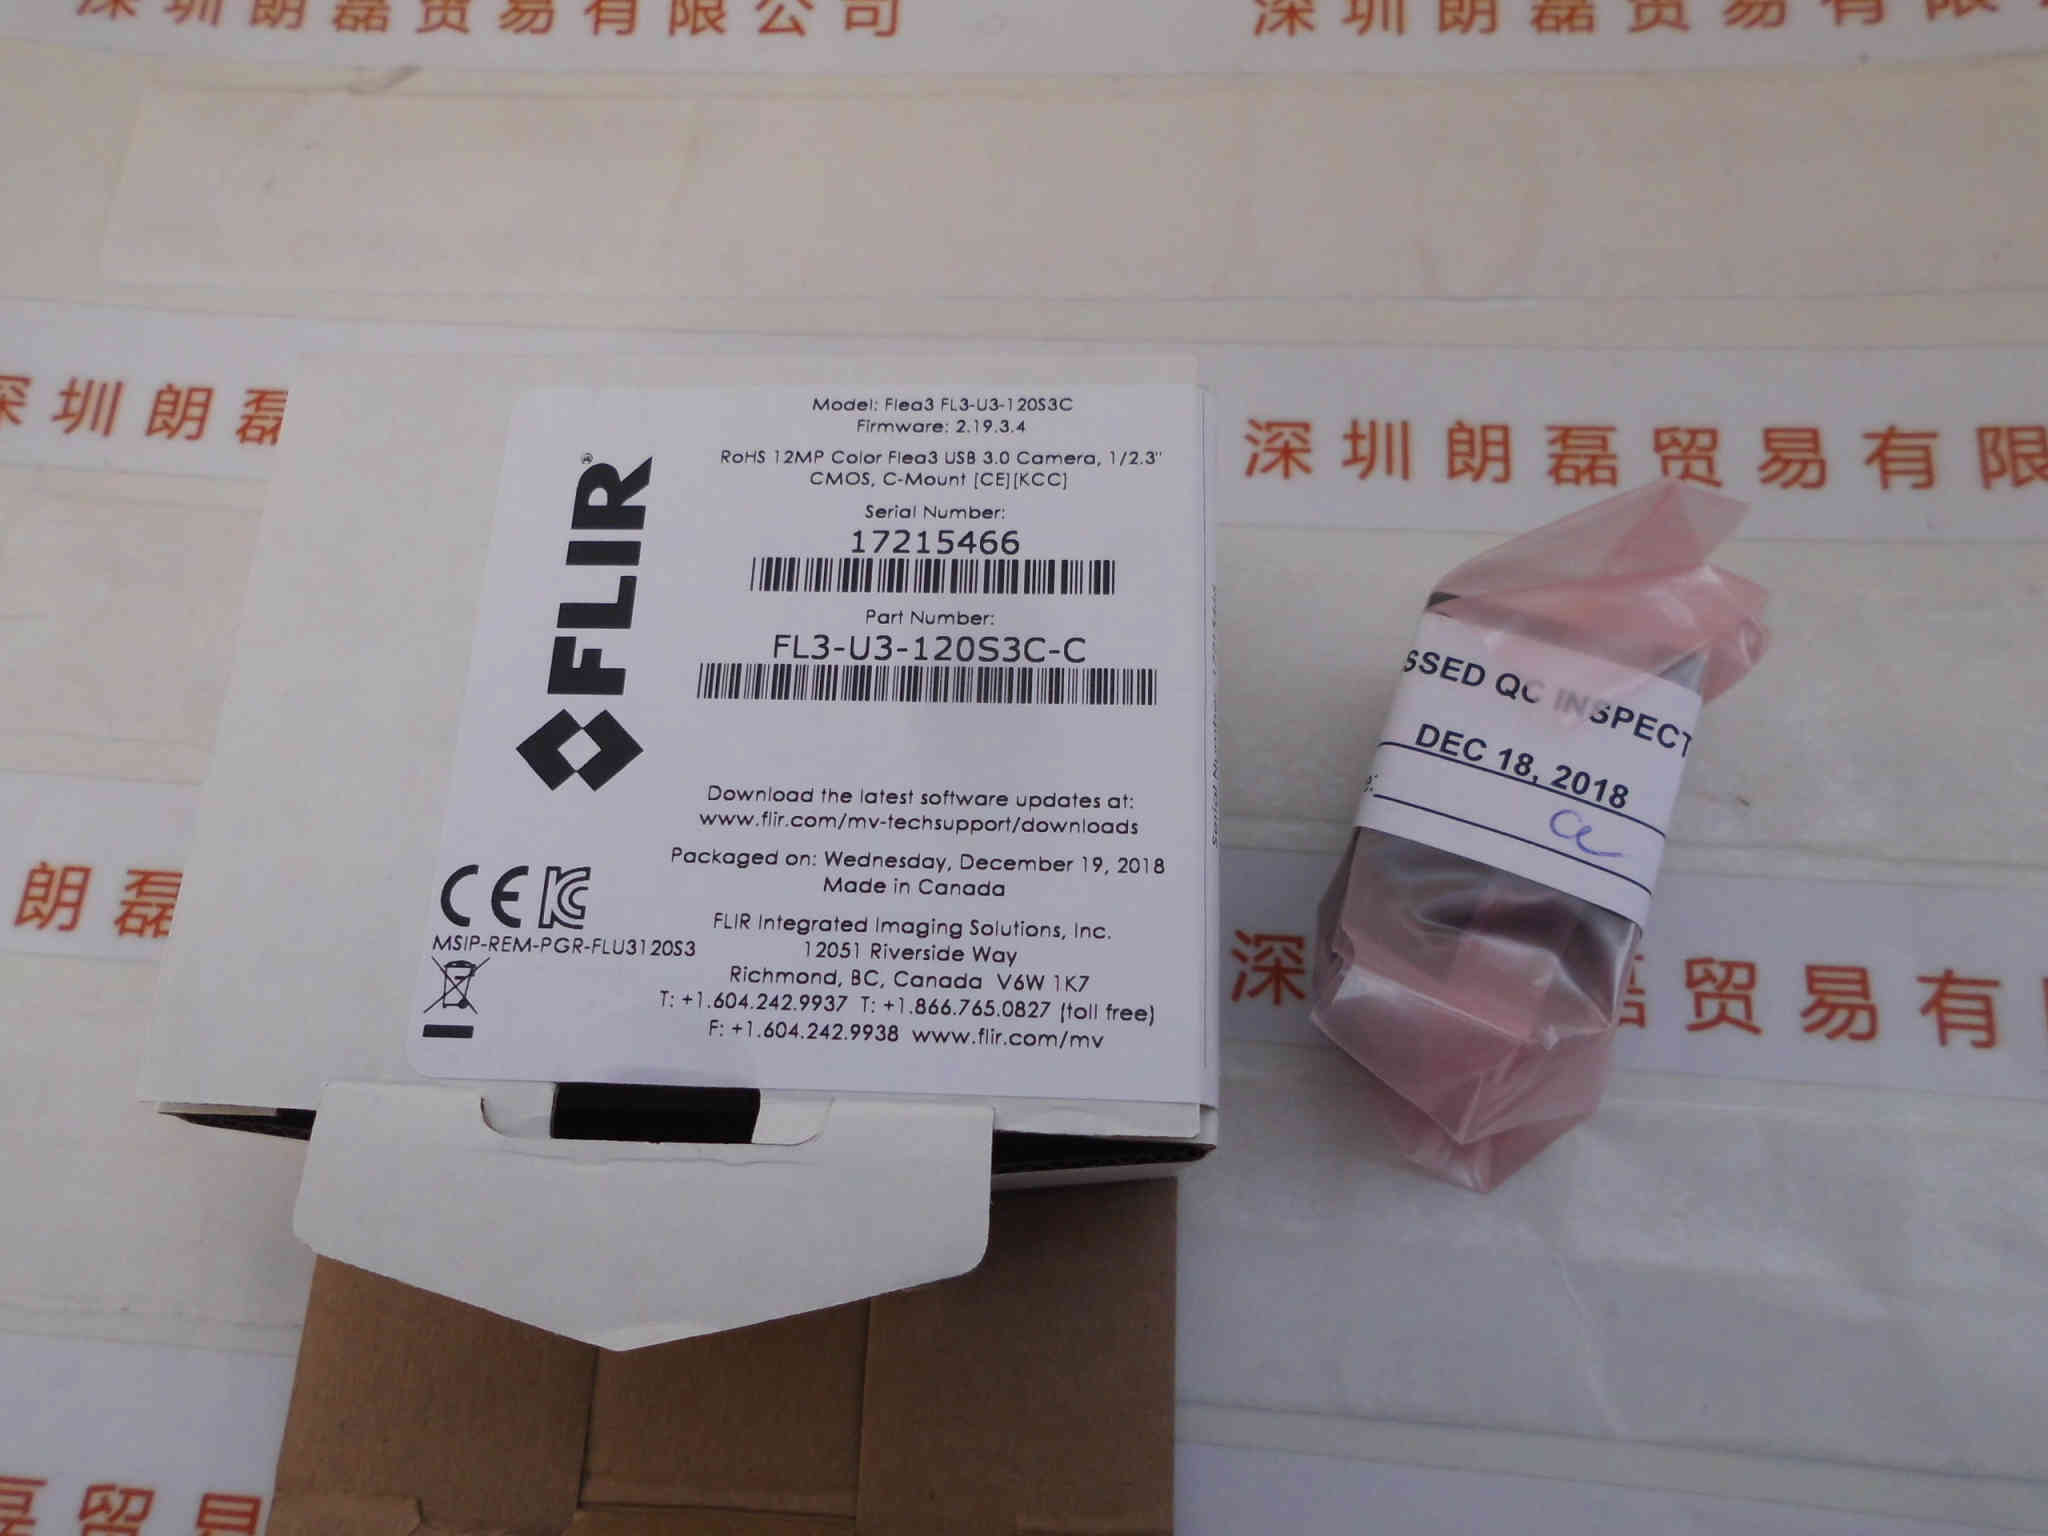 深圳朗磊贸易有限公司
深圳朗磊贸易有限
深圳朗磊
深圳朗磊贸易有限
朗磊
深
贸易有
磊贸易
FLIR
®
Model: Flea3 FL3-U3-120S3C
Firmware: 2.19.3.4
RoHS 12MP Color Flea3 USB 3.0 Camera, 1/2.3"
CMOS, C-Mount [CE][KCC]
Serial Number:
17215466
Part Number:
FL3-U3-120S3C-C
Download the latest software updates at:
www.flir.com/mv-techsupport/downloads
Packaged on: Wednesday, December 19, 2018
Made in Canada
CE
MSIP-REM-PGR-FLU3120S3
FLIR Integrated Imaging Solutions, Inc.
12051 Riverside Way
Richmond, BC, Canada V6W 1K7
T: +1.604.242.9937 T: +1.866.765.0827 (toll free)
F: +1.604.242.9938 www.flir.com/mv
SSED QC INSPECT
DEC 18, 2018